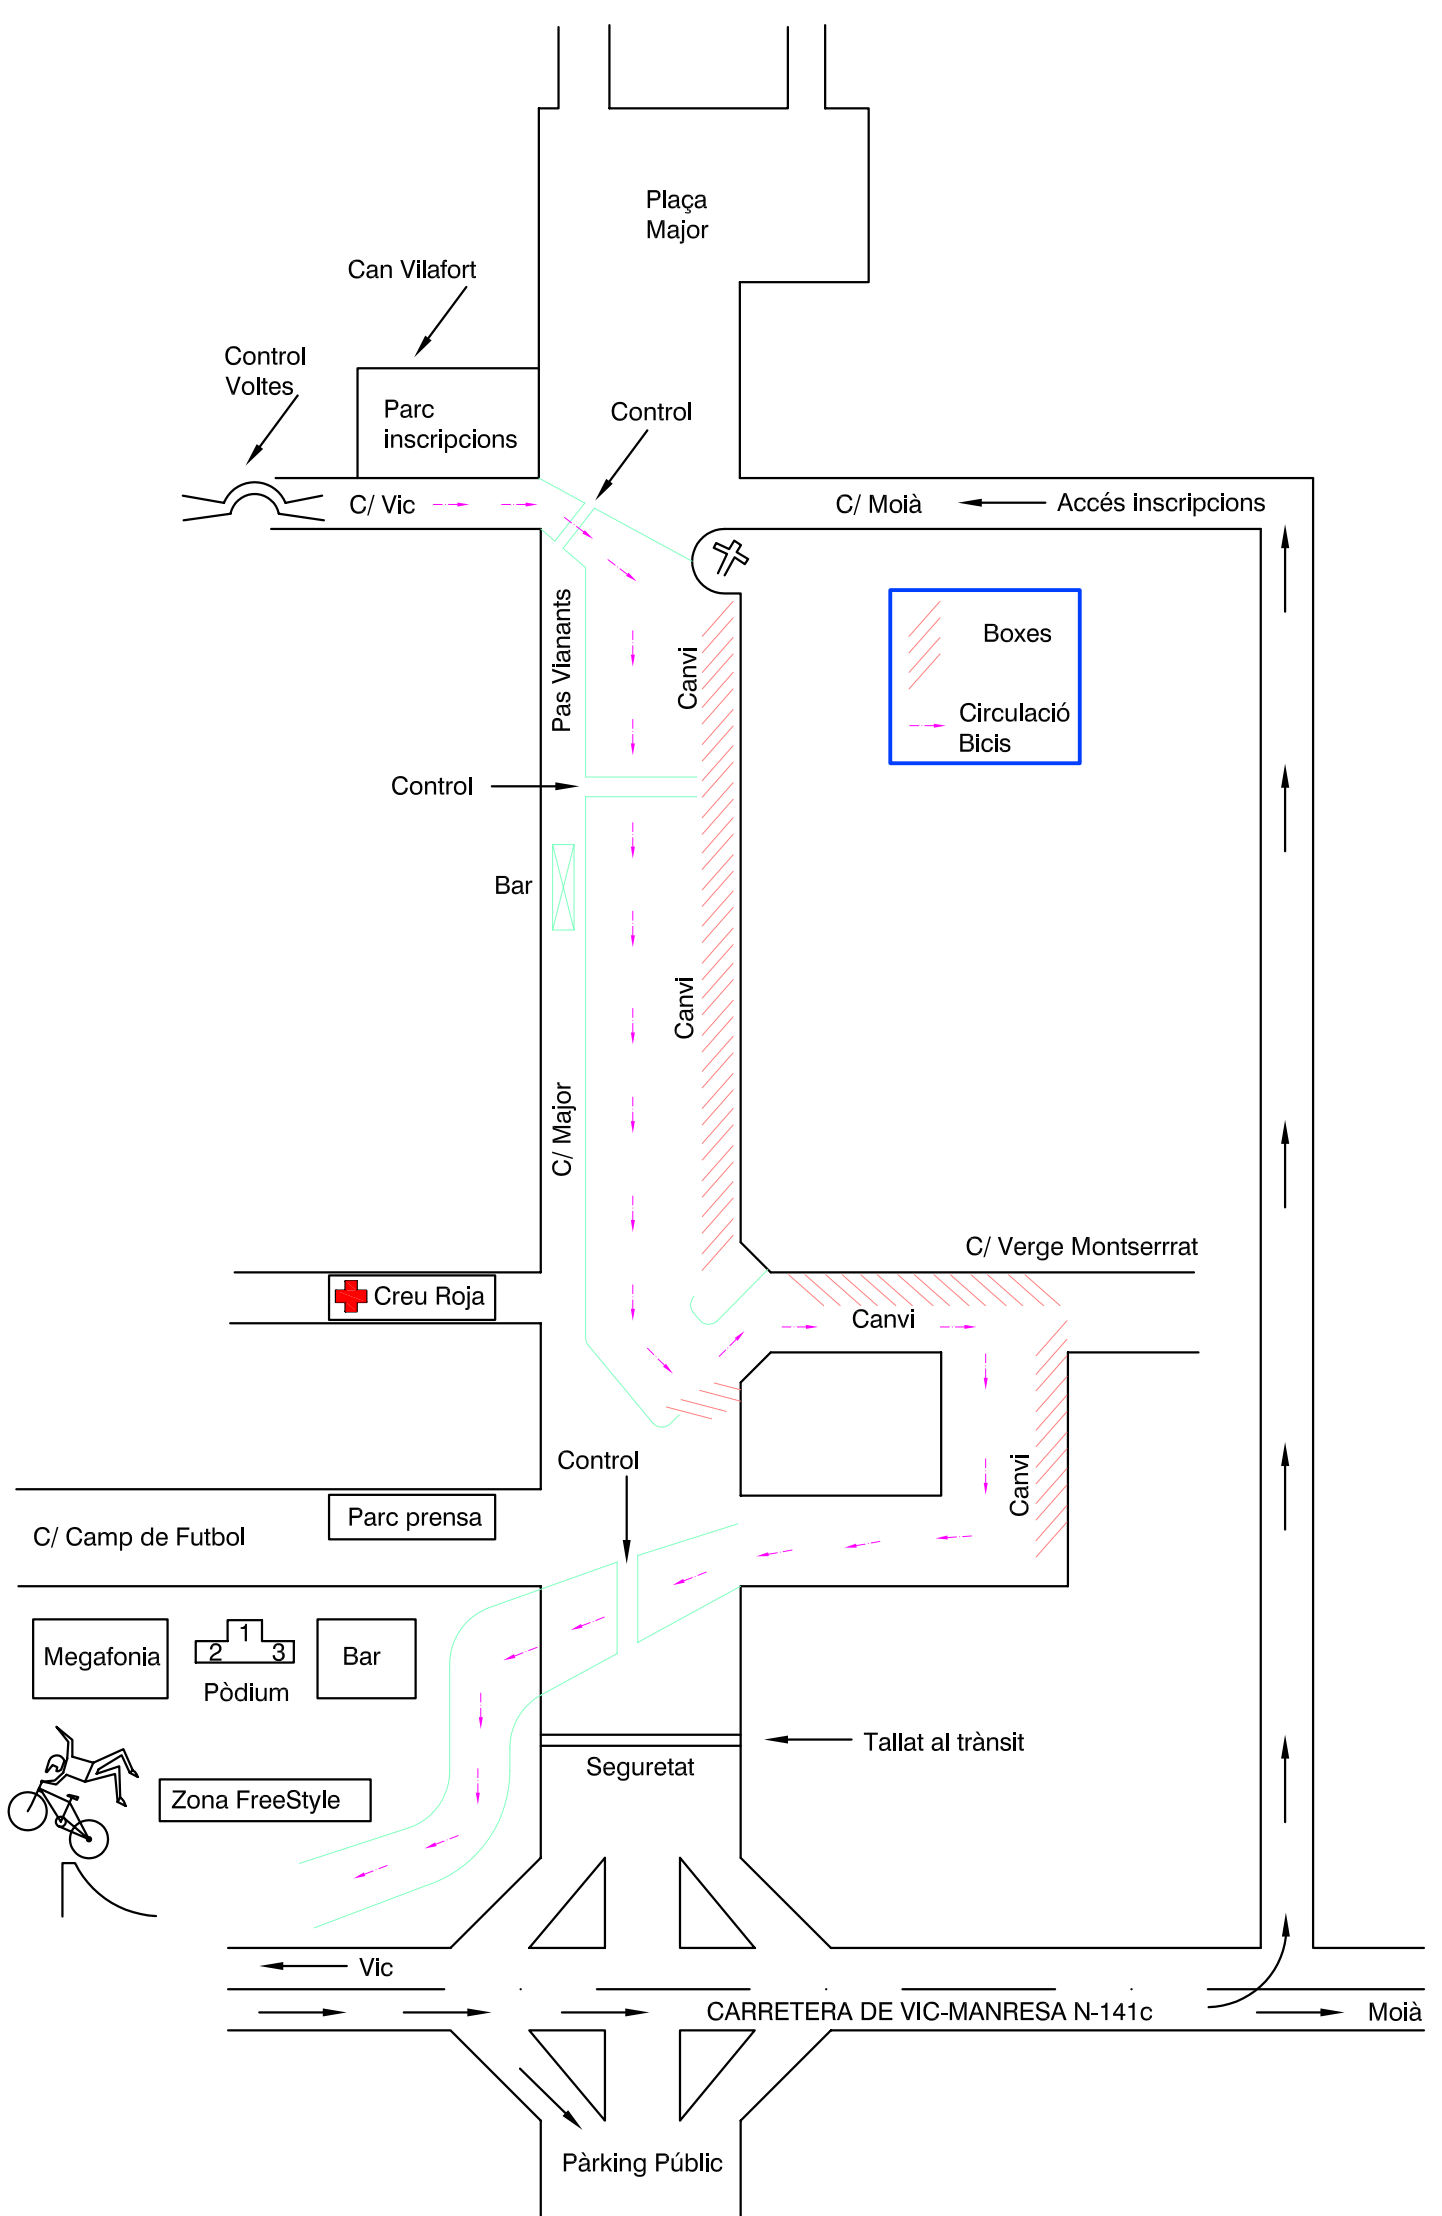 Plaça
Major
Can Vilafort
Control
Voltes
Parc
inscripcions
Control
C/ Vic
C/ Moià
Accés inscripcions
Pas Vianants
Canvi
Boxes
Circulació
Bicis
Control
Bar
Canvi
C/ Major
C/ Verge Montserrrat
Creu Roja
Canvi
Control
Canvi
Parc prensa
C/ Camp de Futbol
Megafonia
1
2
3
Pòdium
Bar
Tallat al trànsit
Seguretat
Zona FreeStyle
Vic
CARRETERA DE VIC-MANRESA N-141c
Moià
Pàrking Públic